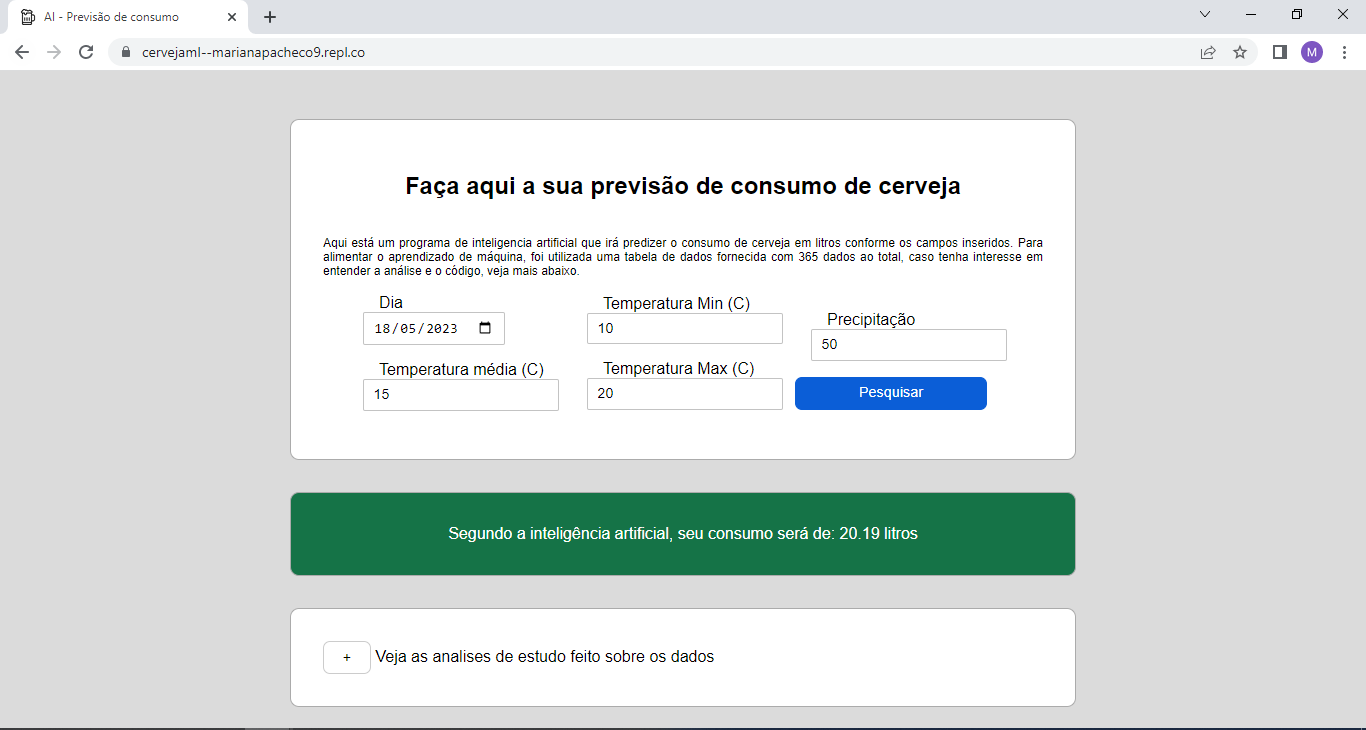 AI - Previsão de consumo
cervejaml--marianapacheco9.repl.co
M
Faça aqui a sua previsão de consumo de cerveja
Aqui está um programa de inteligencia artificial que irá predizer o consumo de cerveja em litros conforme os campos inseridos. Para
alimentar o aprendizado de máquina, foi utilizada uma tabela de dados fornecida com 365 dados ao total, caso tenha interesse em
entender a análise e o código, veja mais abaixo.
Dia
18/05/2023
Temperatura Min (C)
10
Precipitação
50
Temperatura média (C)
15
Temperatura Max (C)
20
Pesquisar
Segundo a inteligência artificial, seu consumo será de: 20.19 litros
+ Veja as analises de estudo feito sobre os dados